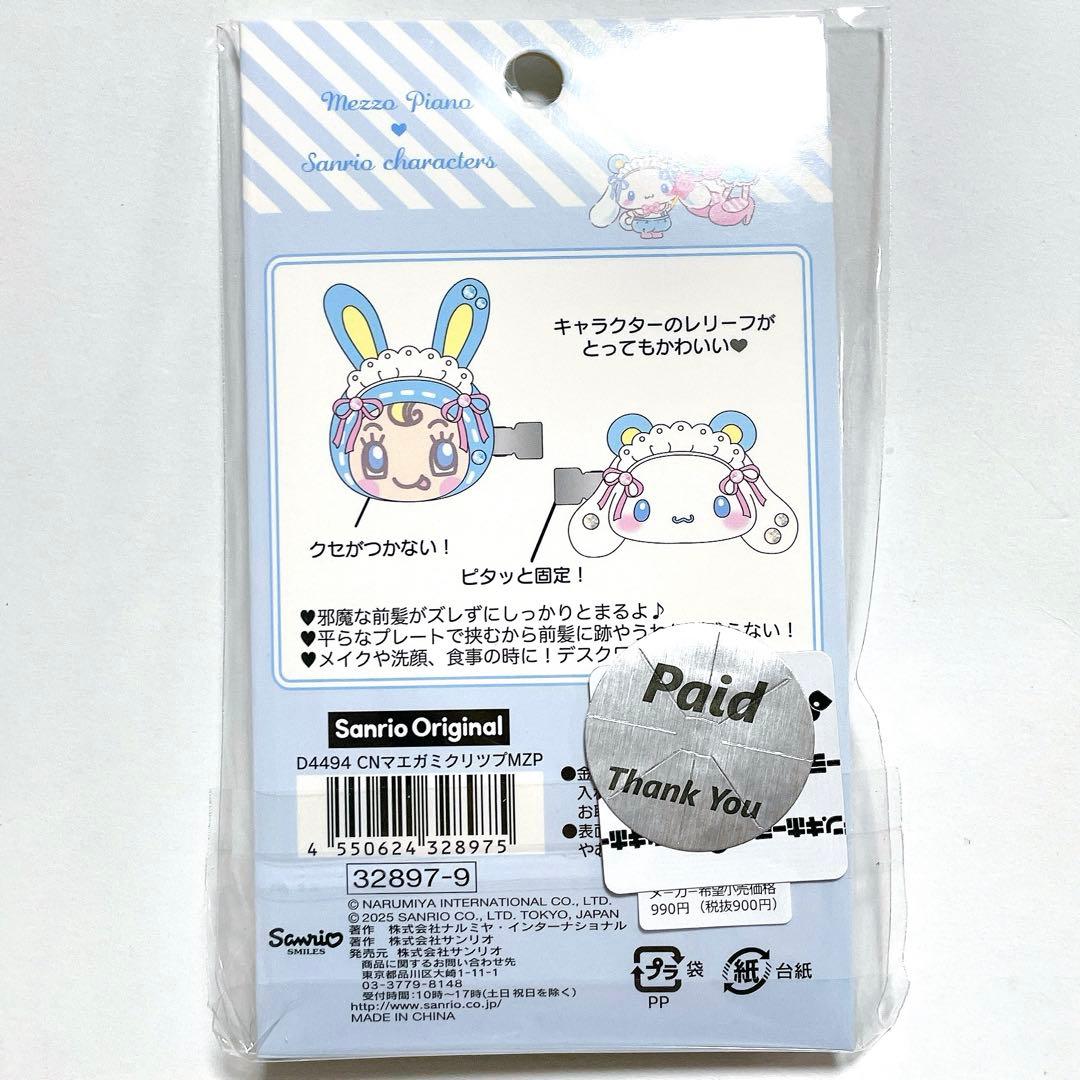 Mezzo Piano
♥
Sanrio characters
キャラクターのレリーフが
とってもかわいい♥
クセがつかない!
ピタッと固定!
♥邪魔な前髪がズレずにしっかりとまるよ♪
♥平らなプレートで挟むから前髪に跡や
♥メイクや洗顔、食事の時に!
Paid
Thank You
Sanrio Original
D4494 CNマエガミクリツプMZP
4 550624 328975
32897-9
メーカー希望小売価格
990円(税抜900円)
© NARUMIYA INTERNATIONAL CO., LTD.
© 2025 SANRIO CO., LTD. TOKYO, JAPAN
著作 株式会社ナルミヤ・インターナショナル
著作 株式会社サンリオ
発売元 株式会社サンリオ
商品に関するお問い合わせ先
東京都品川区大崎1-11-1
03-3779-8148
受付時間:10時~17時(土日祝日を除く)
http://www.sanrio.co.jp/
MADE IN CHINA
Sanrio
SMILES
プラ 袋
PP
紙 台紙